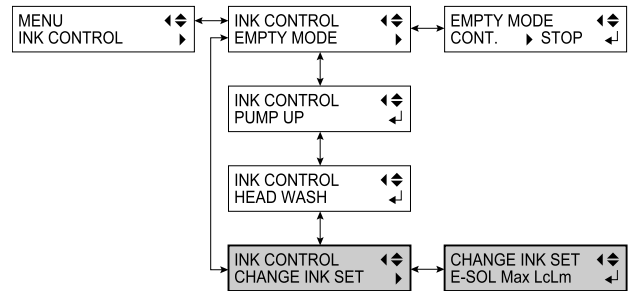 MENU ◂◆
INK CONTROL ▸
INK CONTROL ◂◆
EMPTY MODE ▸
EMPTY MODE ◂◆
CONT. ▸ STOP ↵
INK CONTROL ◂◆
PUMP UP ↵
INK CONTROL ◂◆
HEAD WASH ↵
INK CONTROL ◂◆
CHANGE INK SET ▸
CHANGE INK SET ◂◆
E-SOL Max LcLm ↵